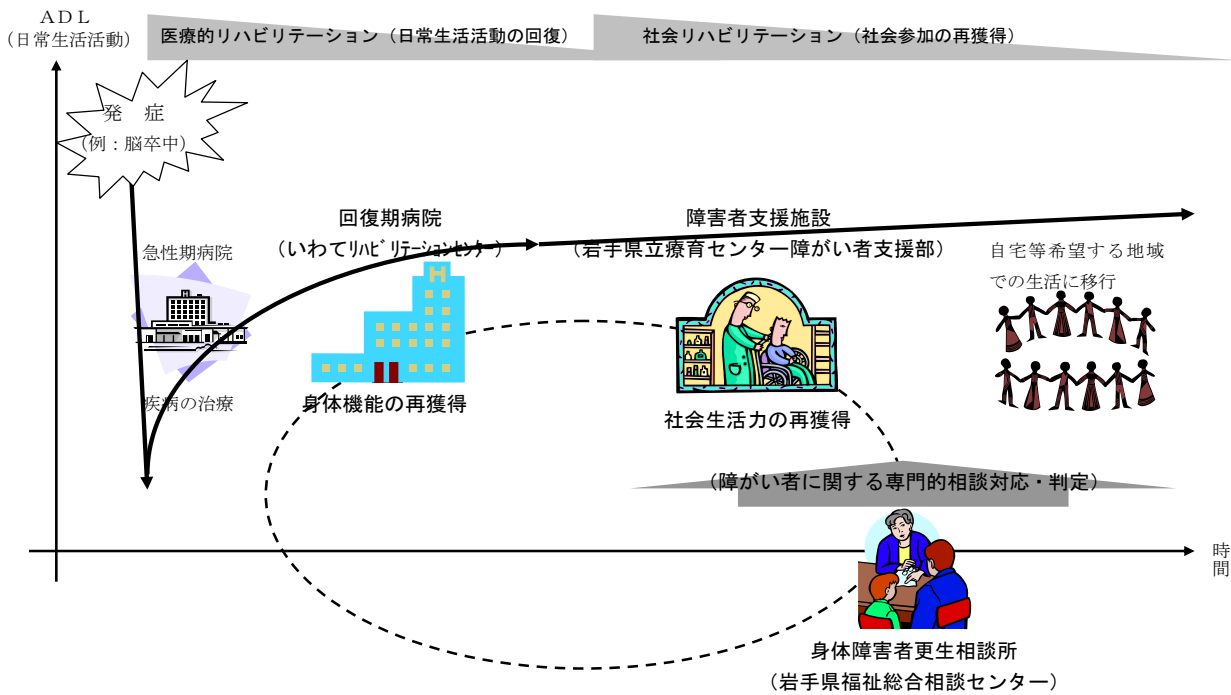 ADL
（日常生活活動）
医療的リハビリテーション（日常生活活動の回復）
社会リハビリテーション（社会参加の再獲得）
発　症
（例：脳卒中）
回復期病院
（いわてﾘﾊﾋﾞﾘﾃｰｼｮﾝｾﾝﾀｰ）
障害者支援施設
（岩手県立療育センター障がい者支援部）
急性期病院
自宅等希望する地域
での生活に移行
H
疾病の治療
身体機能の再獲得
社会生活力の再獲得
（障がい者に関する専門的相談対応・判定）
時間
身体障害者更生相談所
（岩手県福祉総合相談センター）